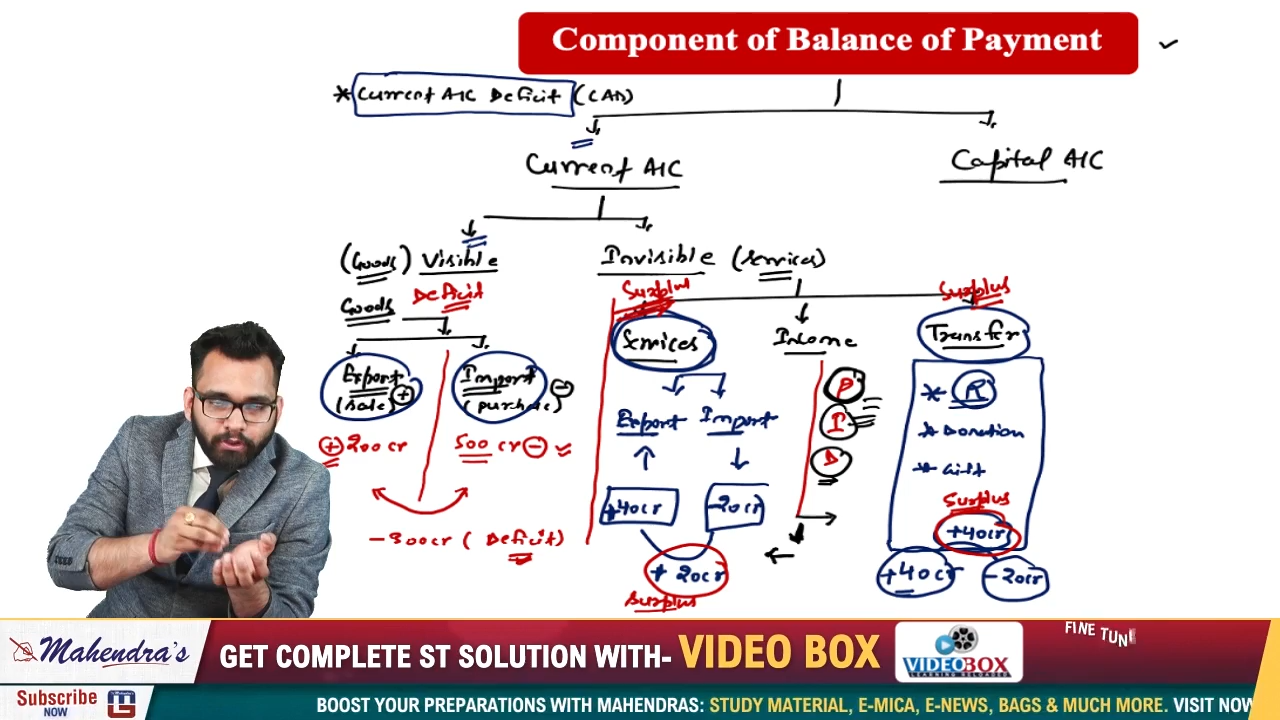 Component of Balance of Payment
* Current A/C Deficit (CAD)
Current A/C
Capital A/C
(Goods) Visible
Invisible (Services)
Goods Deficit
Surplus
Surplus
Services
Income
Transfer
Export (+)
(Sale)
Import (-)
(purchase)
P
I
D
* R
* Donation
* Gift
Export Import
+ 200 cr
500 cr -
+40cr
-20cr
Surplus
+40cr
-300cr (Deficit)
+ 20cr
Surplus
+40cr
-20cr
Mahendra's
GET COMPLETE ST SOLUTION WITH- VIDEO BOX
VIDEOBOX
LEARNING RELOADED
FINE TUN
Subscribe
NOW
BOOST YOUR PREPARATIONS WITH MAHENDRAS: STUDY MATERIAL, E-MICA, E-NEWS, BAGS & MUCH MORE. VISIT NOW